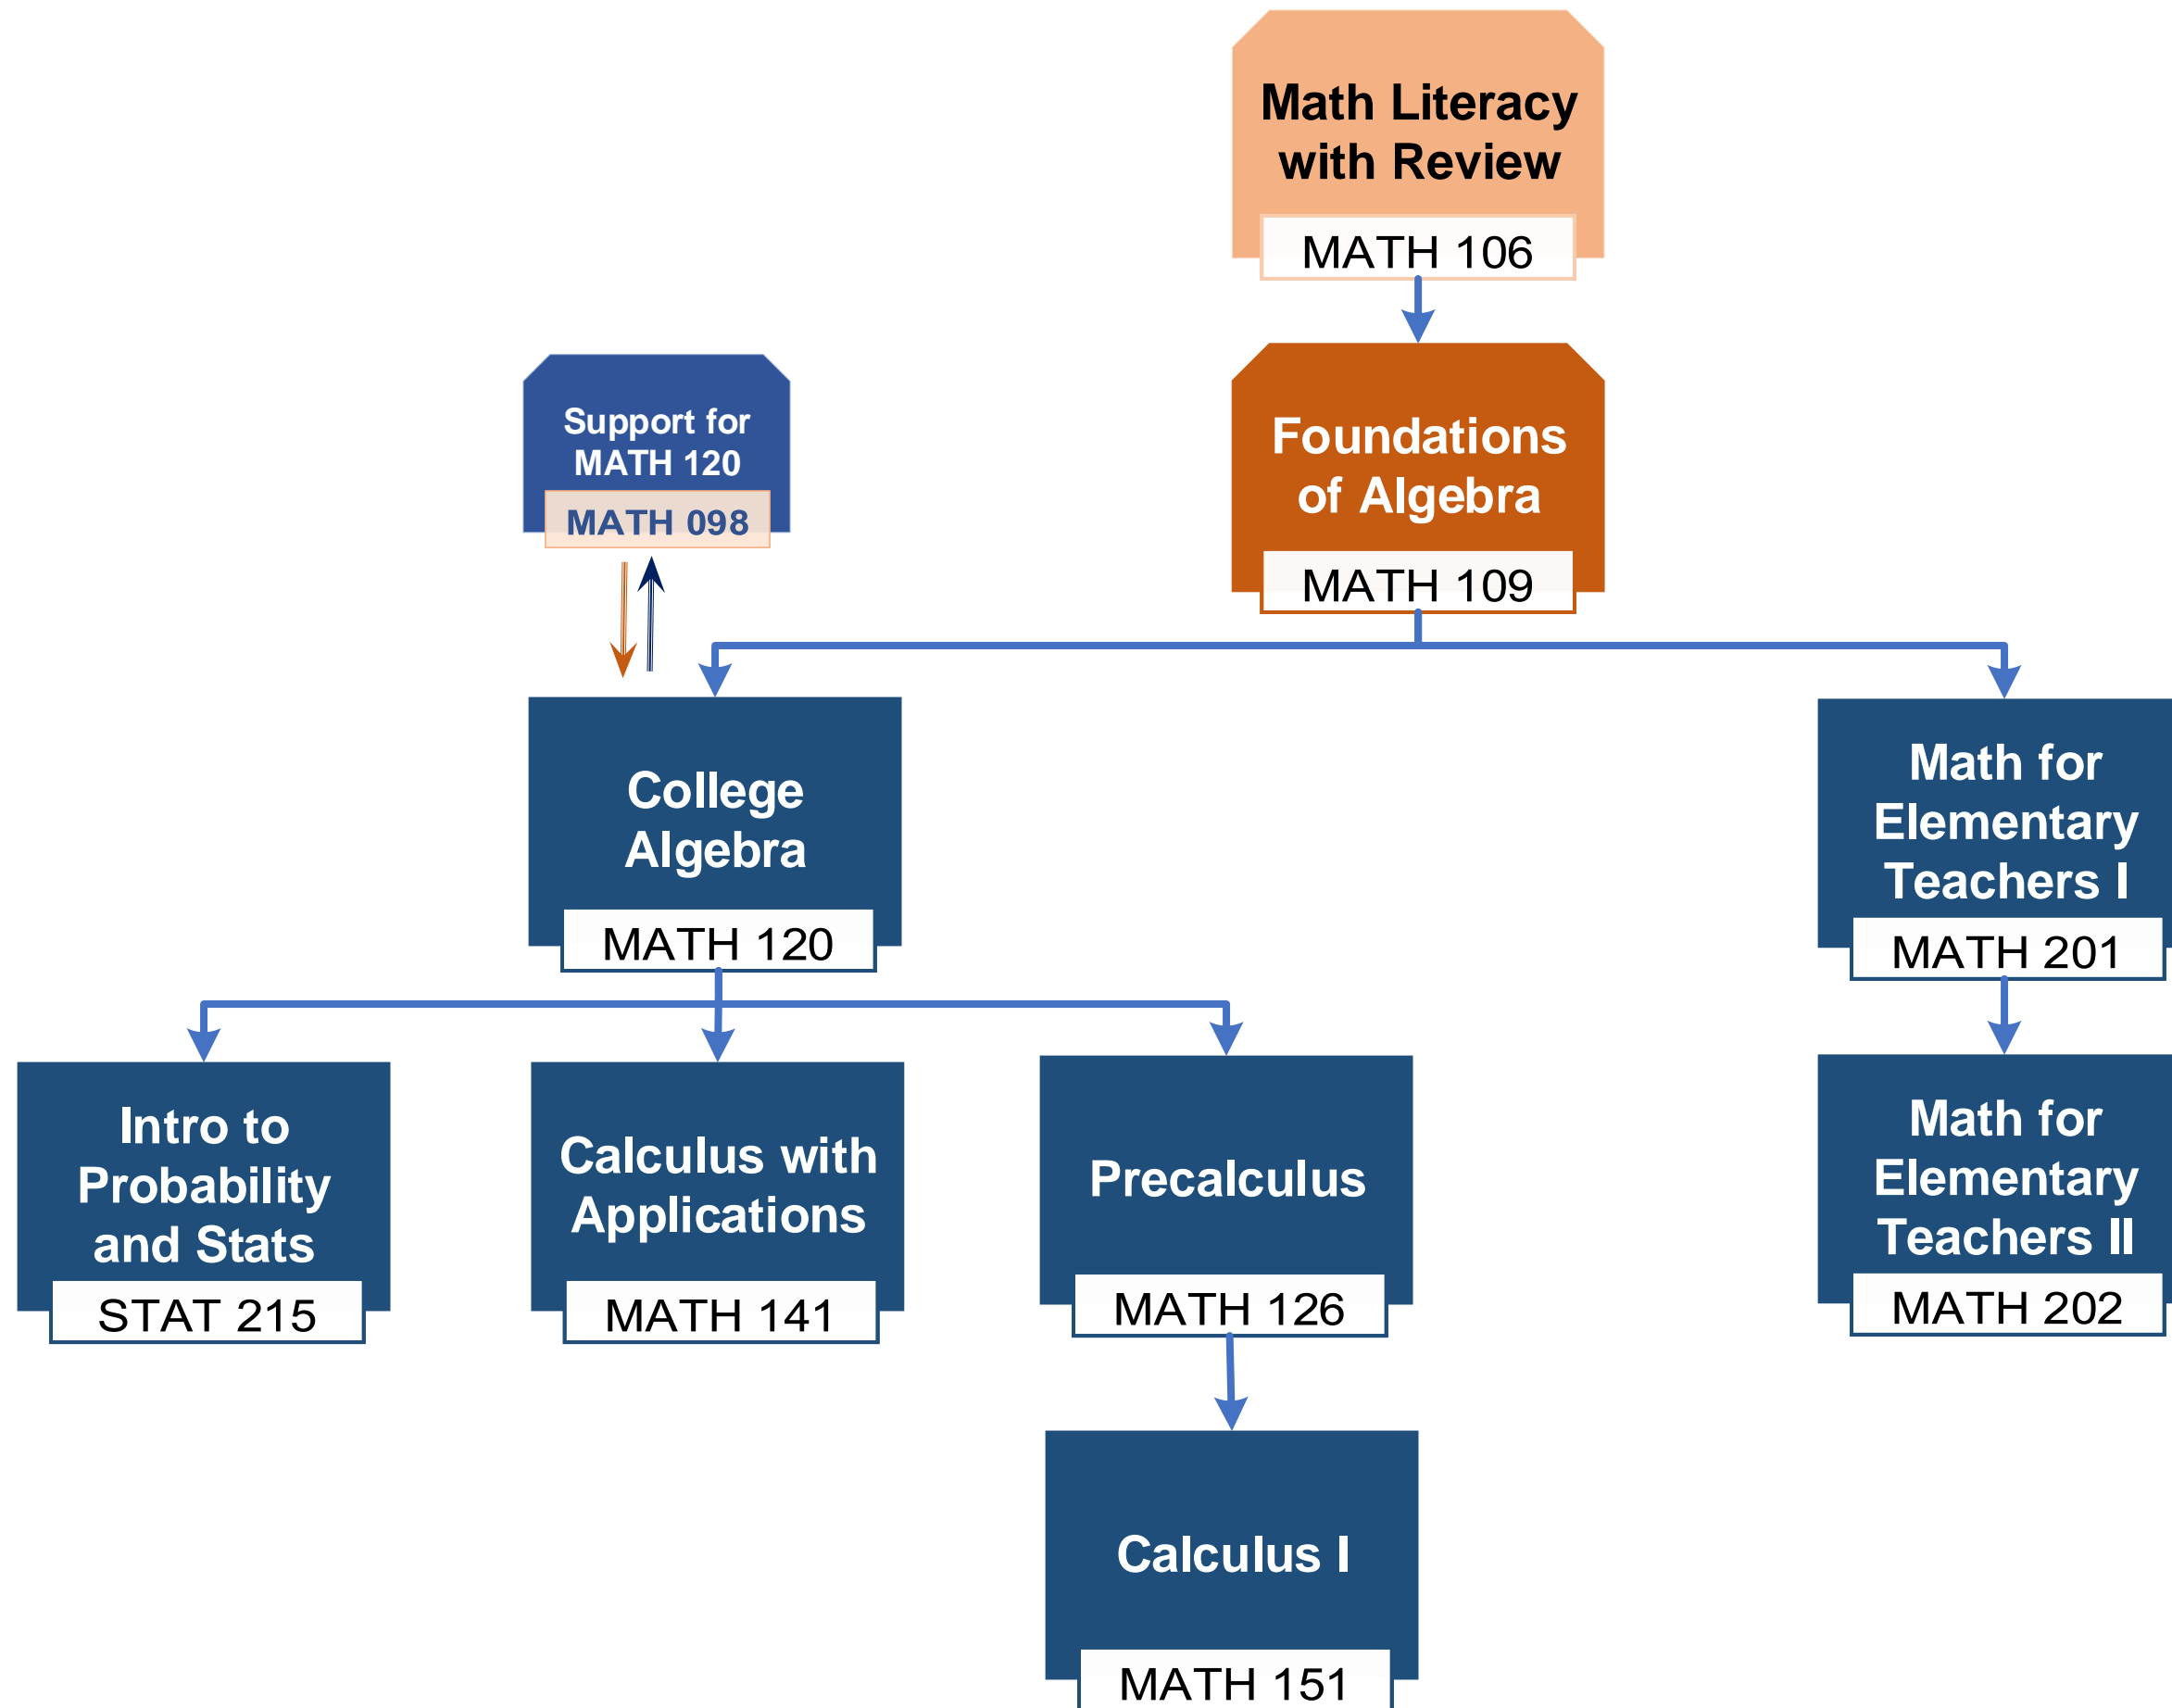 Math Literacy
with Review
MATH 106
Support for
MATH 120
MATH 098
Foundations
of Algebra
MATH 109
College
Algebra
MATH 120
Math for
Elementary
Teachers I
MATH 201
Intro to
Probability
and Stats
STAT 215
Calculus with
Applications
MATH 141
Precalculus
MATH 126
Math for
Elementary
Teachers II
MATH 202
Calculus I
MATH 151